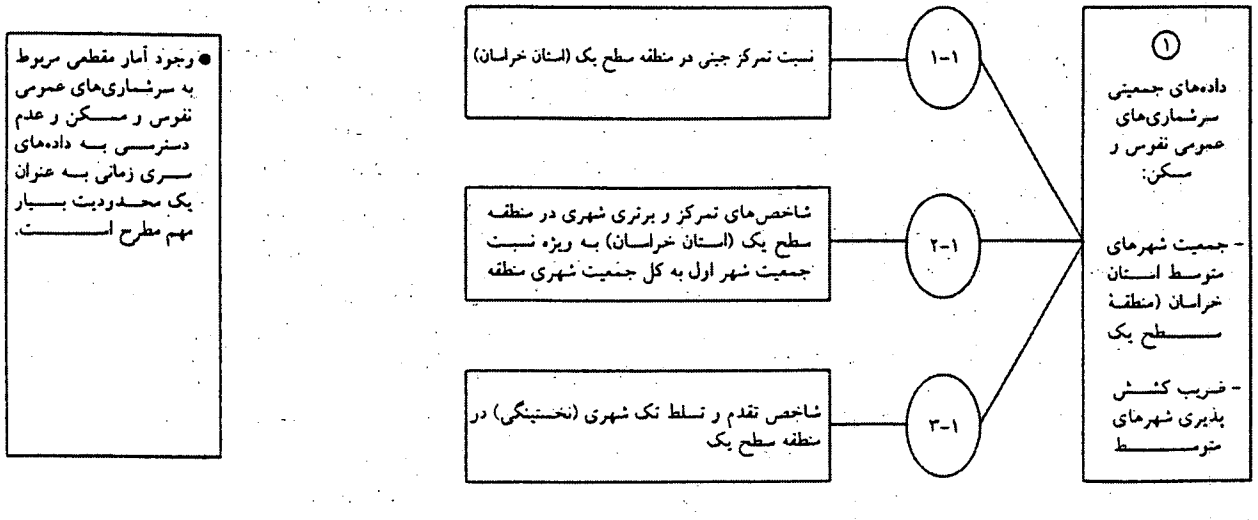 ۱
داده‌های جمعیتی
سرشماری‌های
عمومی نفوس و
مسکن:
- جمعیت شهرهای
متوسط استان
خراسان (منطقهٔ
سطح یک
- ضریب کشش
پذیری شهرهای
متوسط
۱-۱
نسبت تمرکز جینی در منطقه سطح یک (استان خراسان)
۲-۱
شاخص‌های تمرکز و برتری شهری در منطقه
سطح یک (استان خراسان) به ویژه نسبت
جمعیت شهر اول به کل جمعیت شهری منطقه
۳-۱
شاخص تقدم و تسلط تک شهری (نخستینگی) در
منطقه سطح یک
● وجود آمار مقطعی مربوط
به سرشماری‌های عمومی
نفوس و مسکن و عدم
دسترسی به داده‌های
سری زمانی به عنوان
یک محدودیت بسیار
مهم مطرح است.